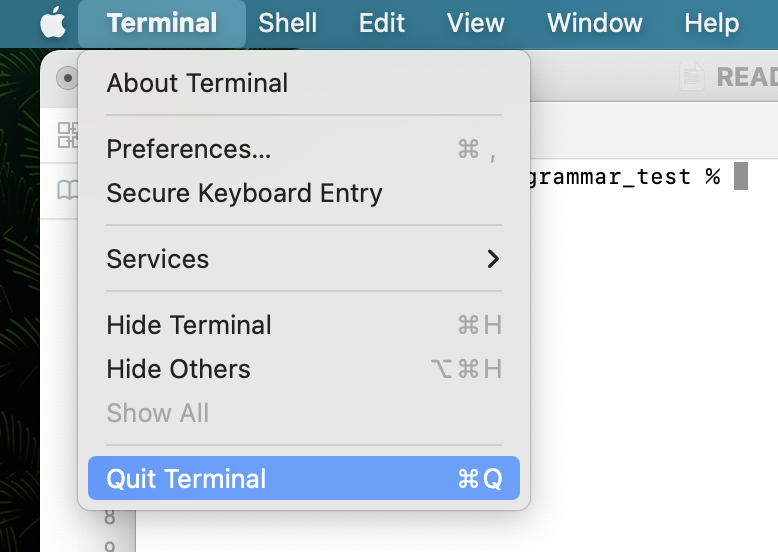 Terminal Shell Edit View Window Help
READ
About Terminal
Preferences... ⌘ ,
grammar_test %
Secure Keyboard Entry
Services
Hide Terminal ⌘H
Hide Others ⌥⌘H
Show All
Quit Terminal ⌘Q
8
9